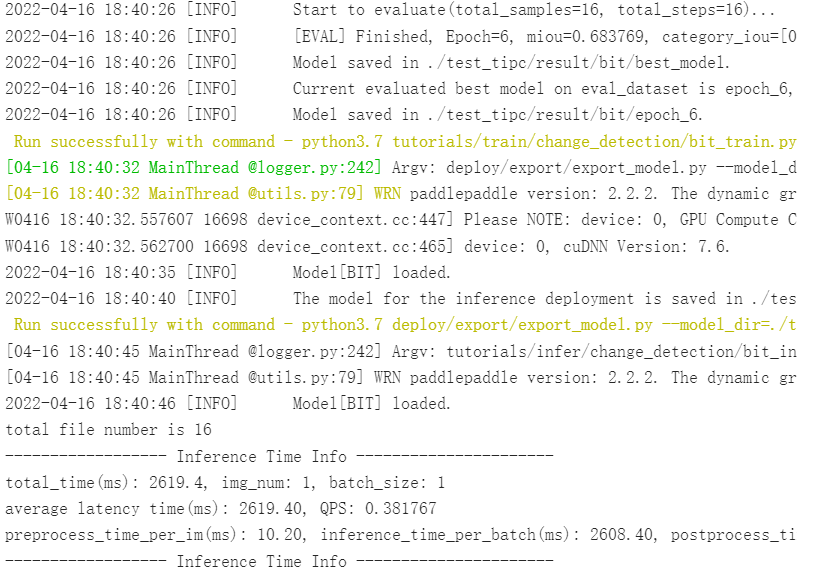 2022-04-16 18:40:26 [INFO] Start to evaluate(total_samples=16, total_steps=16)...
2022-04-16 18:40:26 [INFO] [EVAL] Finished, Epoch=6, miou=0.683769, category_iou=[0
2022-04-16 18:40:26 [INFO] Model saved in ./test_tipc/result/bit/best_model.
2022-04-16 18:40:26 [INFO] Current evaluated best model on eval_dataset is epoch_6,
2022-04-16 18:40:26 [INFO] Model saved in ./test_tipc/result/bit/epoch_6.
Run successfully with command - python3.7 tutorials/train/change_detection/bit_train.py
[04-16 18:40:32 MainThread @logger.py:242] Argv: deploy/export/export_model.py --model_d
[04-16 18:40:32 MainThread @utils.py:79] WRN paddlepaddle version: 2.2.2. The dynamic gr
W0416 18:40:32.557607 16698 device_context.cc:447] Please NOTE: device: 0, GPU Compute C
W0416 18:40:32.562700 16698 device_context.cc:465] device: 0, cuDNN Version: 7.6.
2022-04-16 18:40:35 [INFO] Model[BIT] loaded.
2022-04-16 18:40:40 [INFO] The model for the inference deployment is saved in ./tes
Run successfully with command - python3.7 deploy/export/export_model.py --model_dir=./t
[04-16 18:40:45 MainThread @logger.py:242] Argv: tutorials/infer/change_detection/bit_in
[04-16 18:40:45 MainThread @utils.py:79] WRN paddlepaddle version: 2.2.2. The dynamic gr
2022-04-16 18:40:46 [INFO] Model[BIT] loaded.
total file number is 16
------------------ Inference Time Info ----------------------
total_time(ms): 2619.4, img_num: 1, batch_size: 1
average latency time(ms): 2619.40, QPS: 0.381767
preprocess_time_per_im(ms): 10.20, inference_time_per_batch(ms): 2608.40, postprocess_ti
------------------ Inference Time Info ----------------------